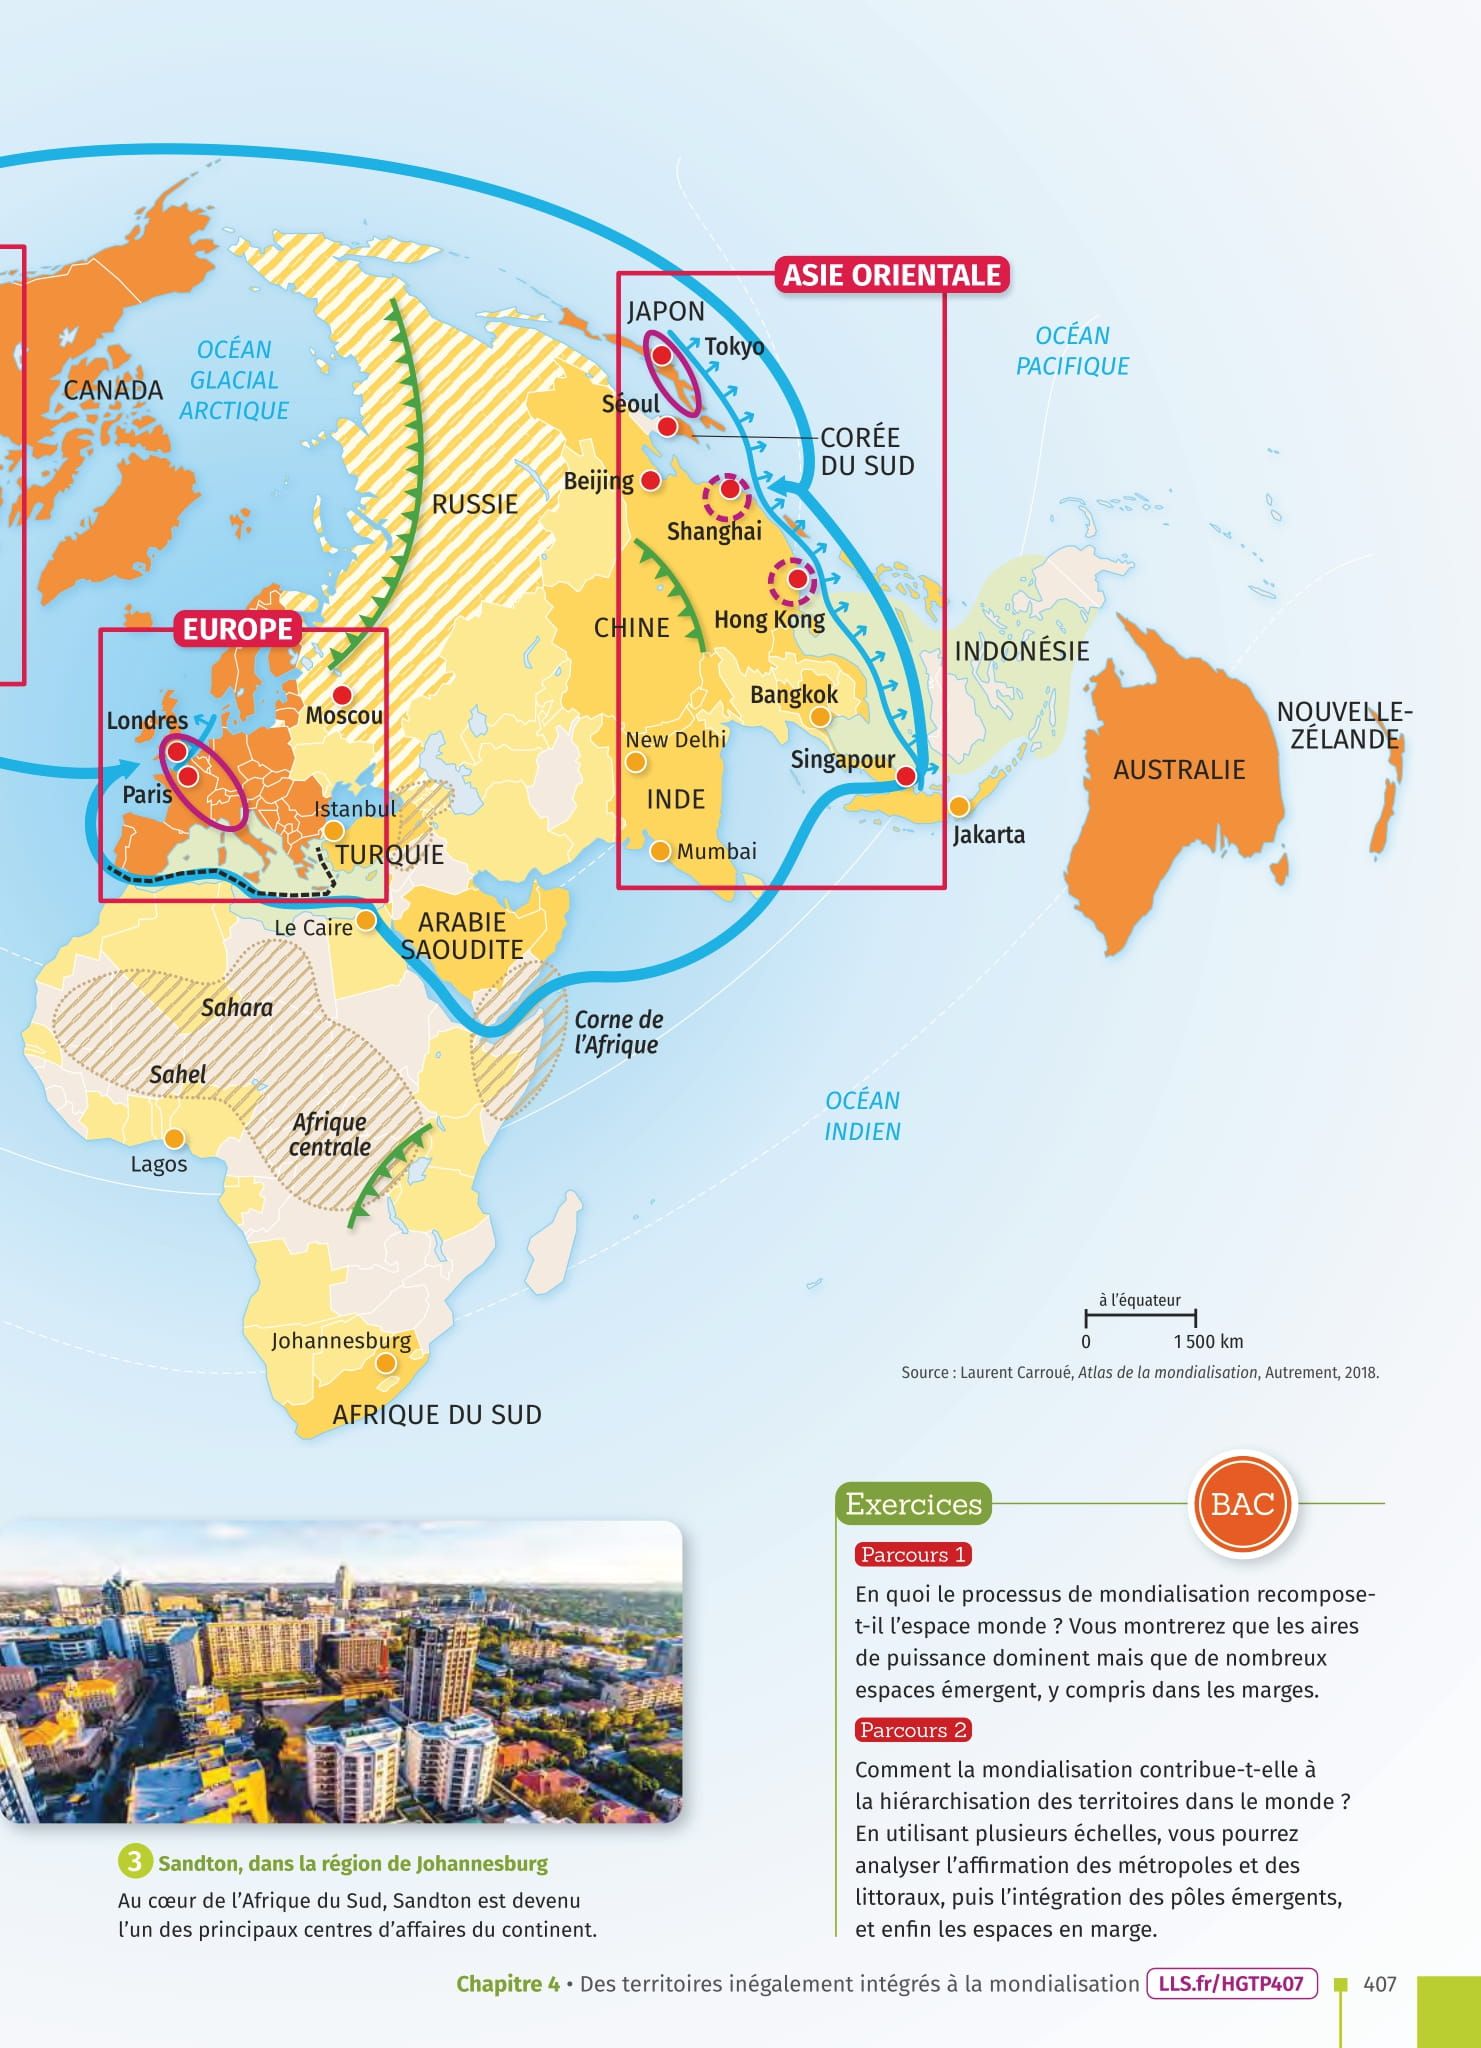 ASIE ORIENTALE
JAPON
Tokyo
OCÉAN
PACIFIQUE
OCÉAN
GLACIAL
ARCTIQUE
CANADA
Séoul
CORÉE
DU SUD
Beijing
RUSSIE
Shanghai
CHINE
Hong Kong
EUROPE
INDONÉSIE
Bangkok
Londres
Moscou
NOUVELLE-
ZÉLANDE
New Delhi
Singapour
AUSTRALIE
Paris
Istanbul
INDE
Jakarta
TURQUIE
Mumbai
Le Caire
ARABIE
SAOUDITE
Sahara
Corne de
l'Afrique
Sahel
OCÉAN
INDIEN
Afrique
centrale
Lagos
Johannesburg
AFRIQUE DU SUD
à l'équateur
0 1 500 km
Source : Laurent Carroué, Atlas de la mondialisation, Autrement, 2018.
Exercices
BAC
Parcours 1
En quoi le processus de mondialisation recompose-
t-il l'espace monde ? Vous montrerez que les aires
de puissance dominent mais que de nombreux
espaces émergent, y compris dans les marges.
Parcours 2
Comment la mondialisation contribue-t-elle à
la hiérarchisation des territoires dans le monde ?
En utilisant plusieurs échelles, vous pourrez
analyser l'affirmation des métropoles et des
littoraux, puis l'intégration des pôles émergents,
et enfin les espaces en marge.
3 Sandton, dans la région de Johannesburg
Au cœur de l'Afrique du Sud, Sandton est devenu
l'un des principaux centres d'affaires du continent.
Chapitre 4 • Des territoires inégalement intégrés à la mondialisation LLS.fr/HGTP407 407